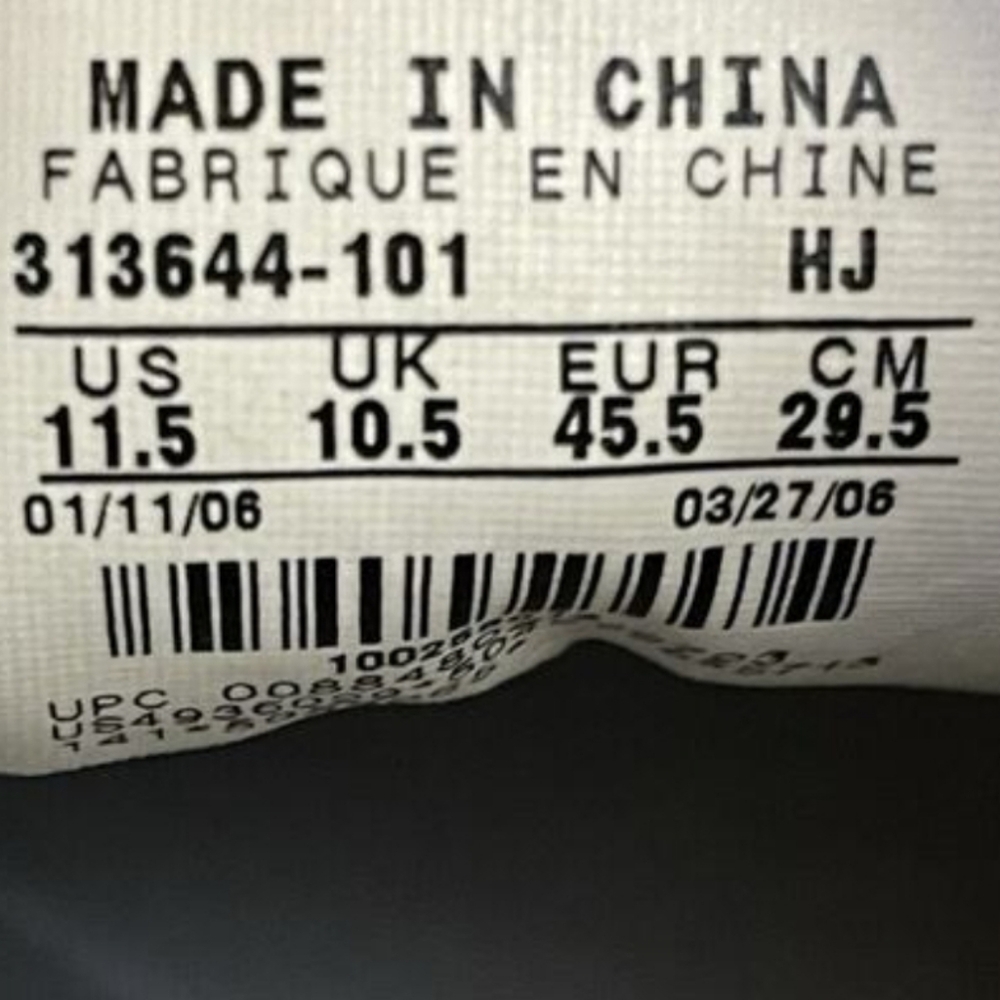 MADE IN CHINA
FABRIQUE EN CHINE
313644-101 HJ
US UK EUR CM
11.5 10.5 45.5 29.5
01/11/06 03/27/06
UPC